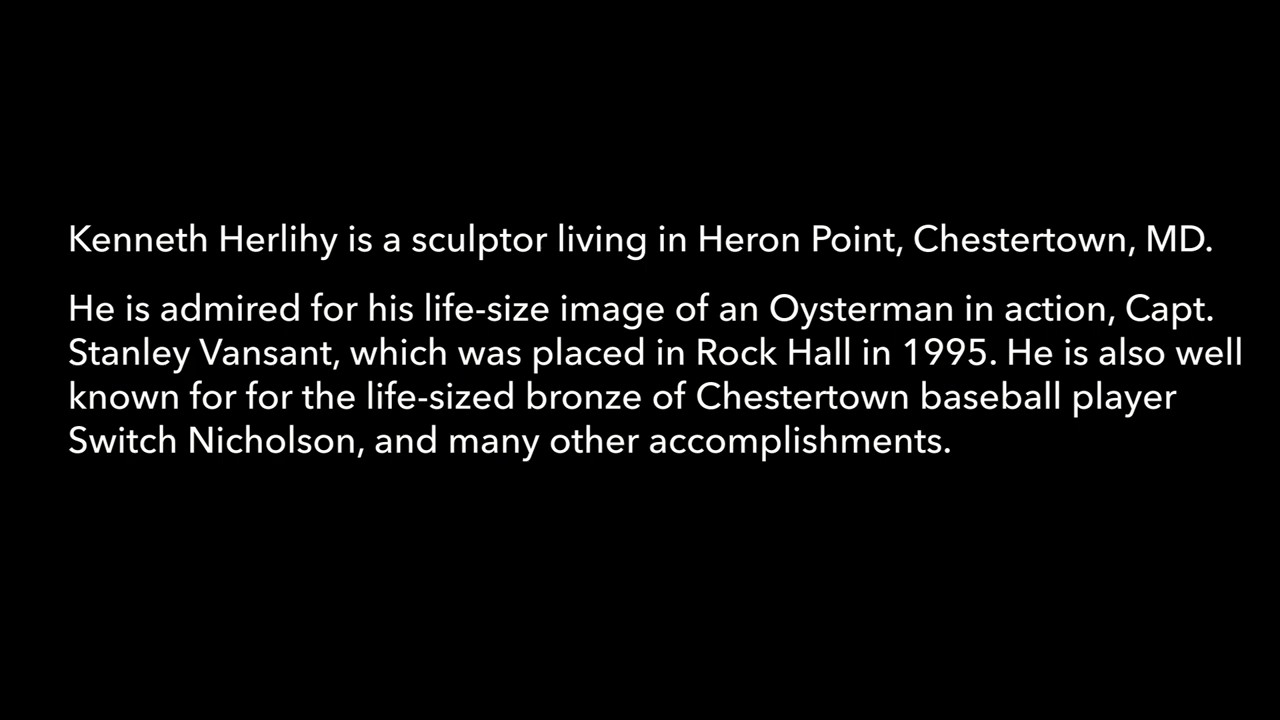 Kenneth Herlihy is a sculptor living in Heron Point, Chestertown, MD.
He is admired for his life-size image of an Oysterman in action, Capt.
Stanley Vansant, which was placed in Rock Hall in 1995. He is also well
known for for the life-sized bronze of Chestertown baseball player
Switch Nicholson, and many other accomplishments.